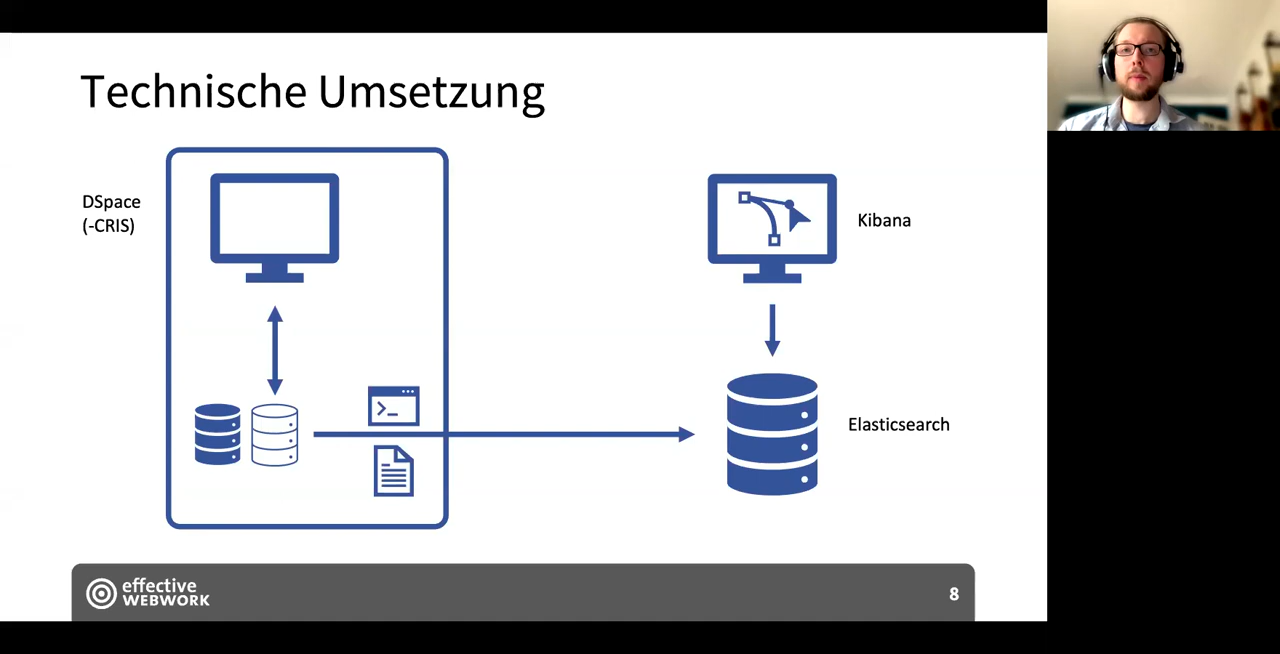 Technische Umsetzung
DSpace
(-CRIS)
Kibana
Elasticsearch
effective
WEBWORK
8